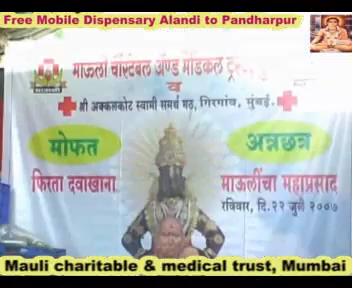 Free Mobile Dispensary Alandi to Pandharpur
माऊली चॅरिटेबल अॅण्ड मेडिकल
व
श्री अक्कलकोट स्वामी समर्थ मठ, गिरगांव, मुंबई.
मोफत अन्नछत्र
फिरता दवाखाना माऊलींचा महाप्रसाद
रविवार, दि.२२ जुलै २००७
Mauli charitable & medical trust, Mumbai